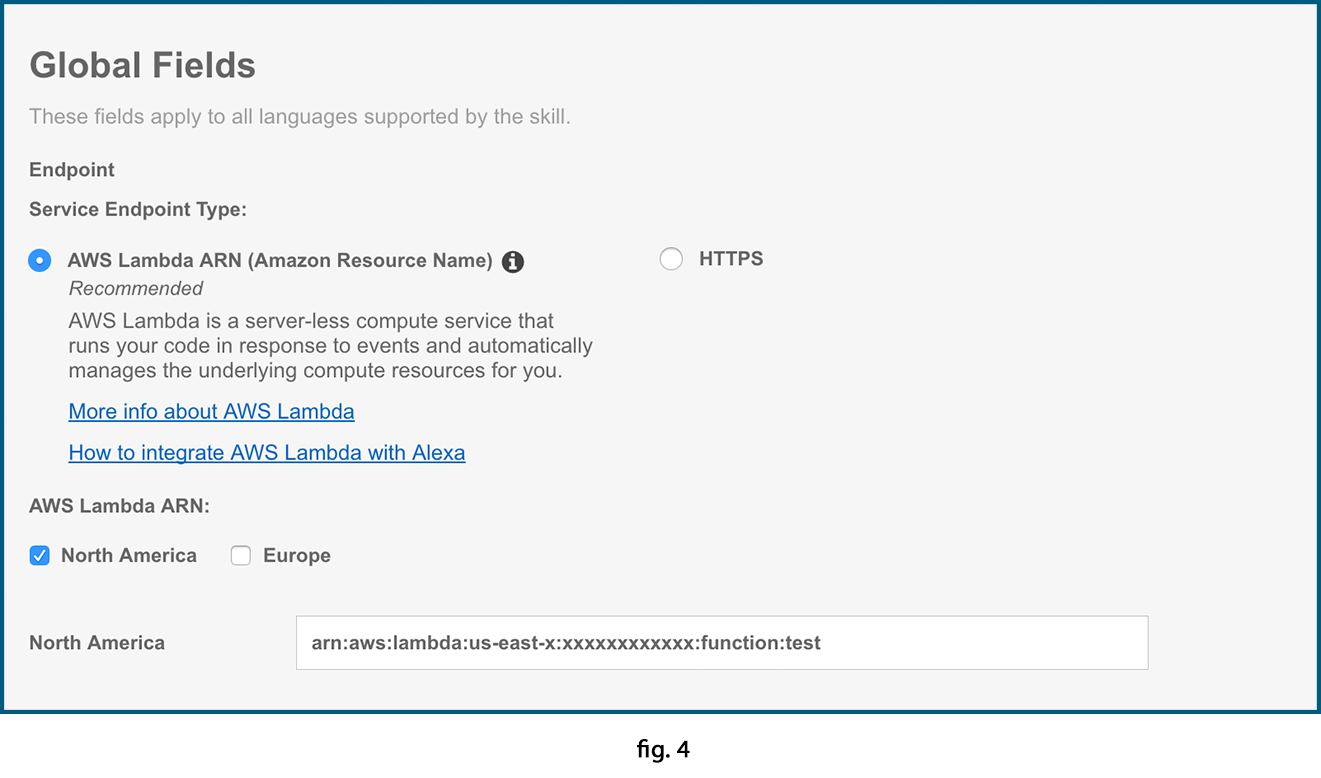 Global Fields
These fields apply to all languages supported by the skill.
Endpoint
Service Endpoint Type:
AWS Lambda ARN (Amazon Resource Name)
HTTPS
Recommended
AWS Lambda is a server-less compute service that
runs your code in response to events and automatically
manages the underlying compute resources for you.
More info about AWS Lambda
How to integrate AWS Lambda with Alexa
AWS Lambda ARN:
North America Europe
North America arn:aws:lambda:us-east-x:xxxxxxxxxxxx:function:test
fig. 4